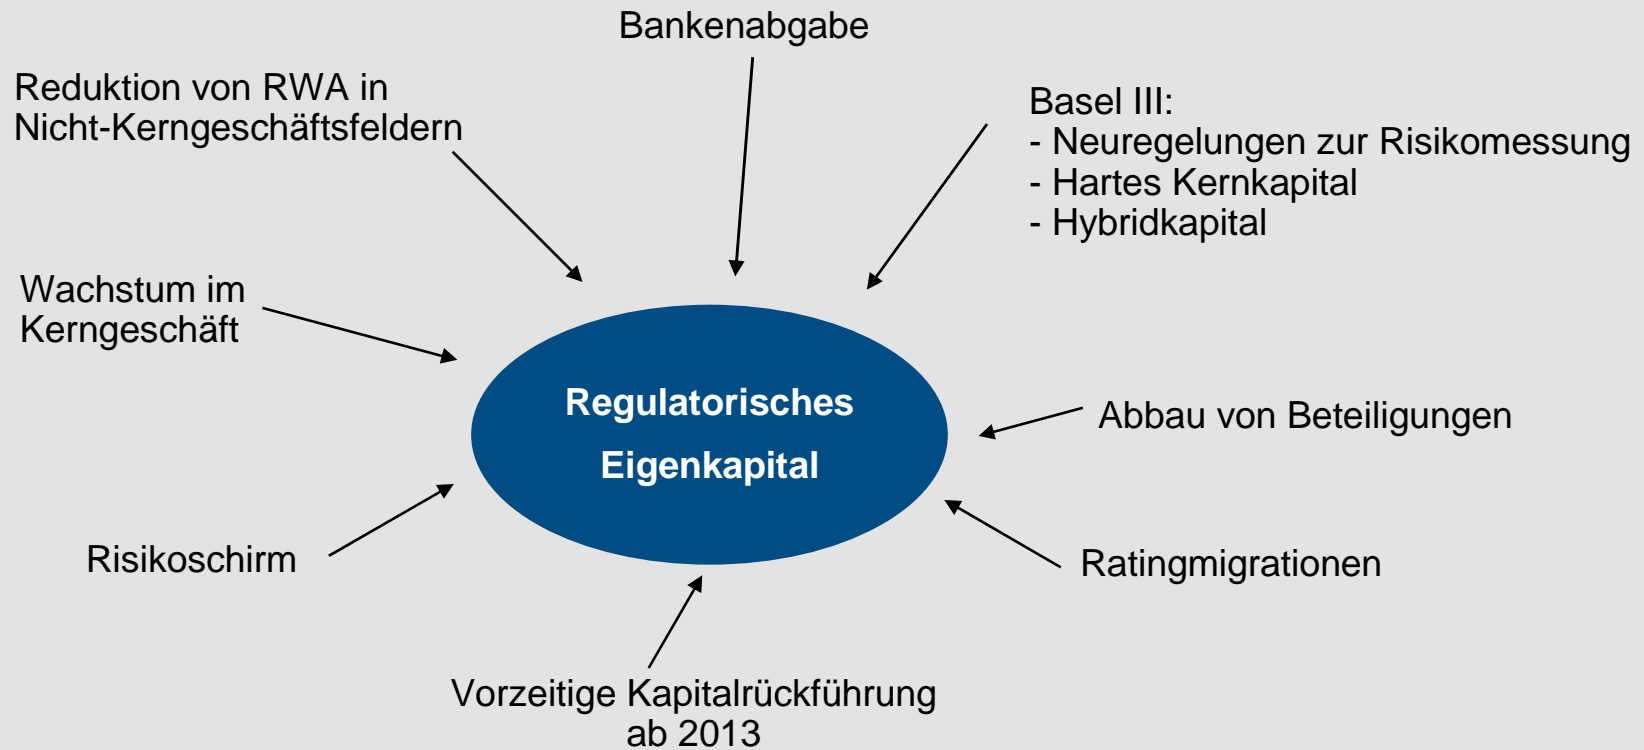 Bankenabgabe
Reduktion von RWA in
Nicht-Kerngeschäftsfeldern
Basel III:
- Neuregelungen zur Risikomessung
- Hartes Kernkapital
- Hybridkapital
Wachstum im
Kerngeschäft
Regulatorisches
Eigenkapital
Abbau von Beteiligungen
Risikoschirm
Ratingmigrationen
Vorzeitige Kapitalrückführung
ab 2013